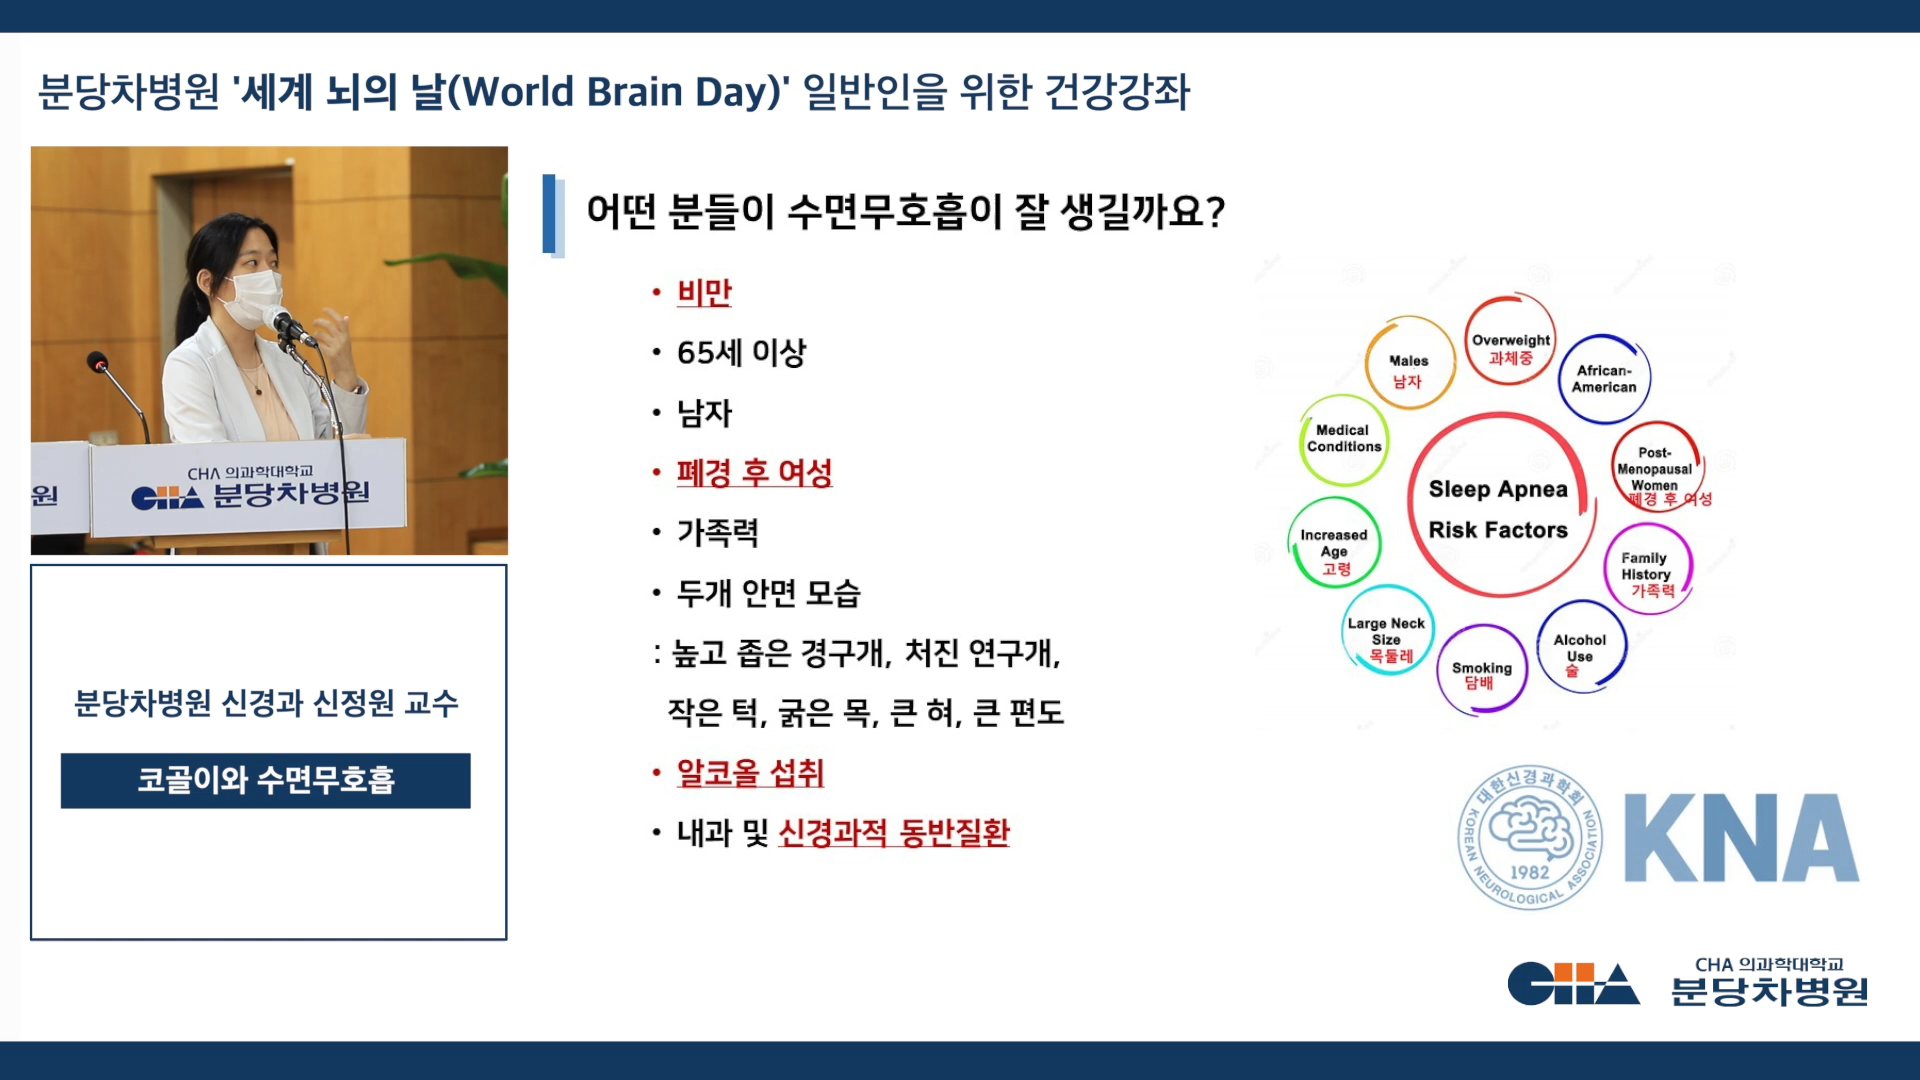 분당차병원 '세계 뇌의 날(World Brain Day)' 일반인을 위한 건강강좌
원
CHA 의과학대학교
CHA 분당차병원
분당차병원 신경과 신정원 교수
코골이와 수면무호흡
어떤 분들이 수면무호흡이 잘 생길까요?
• 비만
• 65세 이상
• 남자
• 폐경 후 여성
• 가족력
• 두개 안면 모습
: 높고 좁은 경구개, 처진 연구개,
작은 턱, 굵은 목, 큰 혀, 큰 편도
• 알코올 섭취
• 내과 및 신경과적 동반질환
Sleep Apnea
Risk Factors
Overweight
과체중
African-
American
Post-
Menopausal
Women
폐경 후 여성
Family
History
가족력
Alcohol
Use
술
Smoking
담배
Large Neck
Size
목둘레
Increased
Age
고령
Medical
Conditions
Males
남자
대한신경과학회
KOREAN NEUROLOGICAL ASSOCIATION
1982
KNA
CHA
CHA 의과학대학교
분당차병원